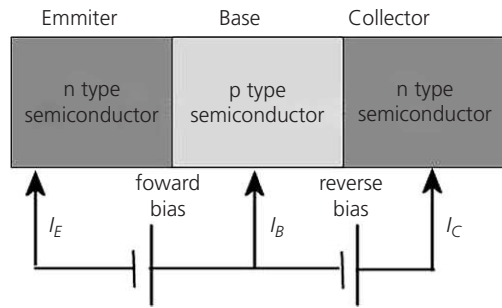 Emmiter Base Collector
n type p type n type
semiconductor semiconductor semiconductor
foward reverse
bias bias
I_E I_B I_C